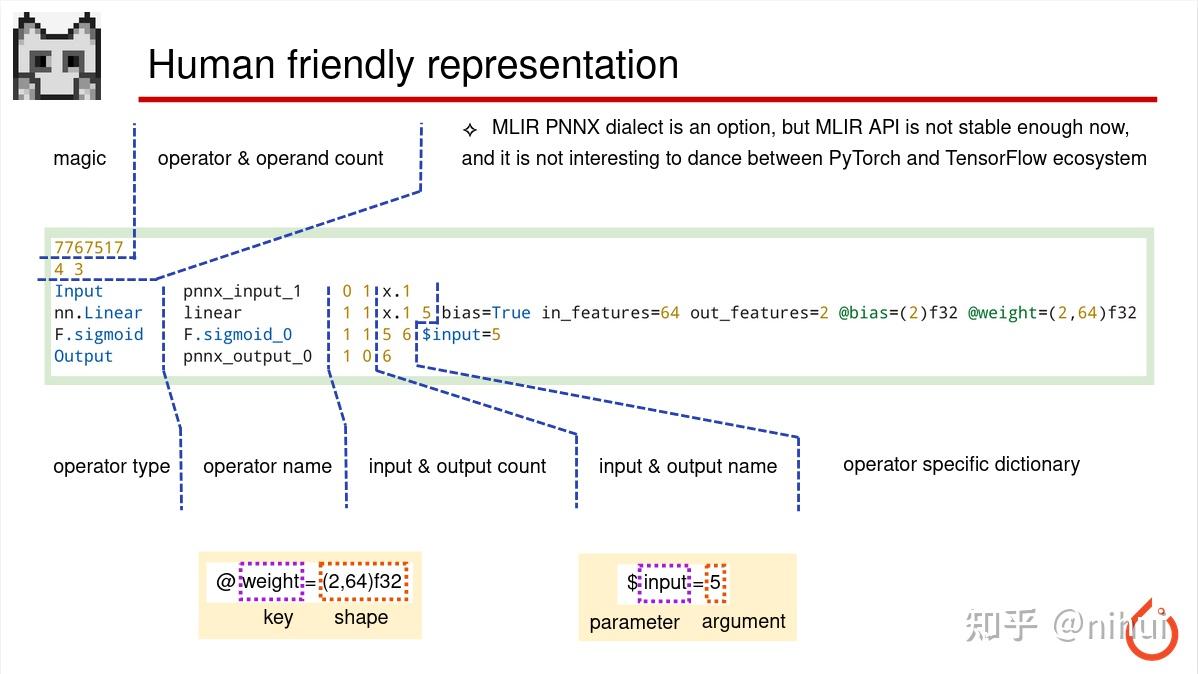 Human friendly representation
✧ MLIR PNNX dialect is an option, but MLIR API is not stable enough now,
and it is not interesting to dance between PyTorch and TensorFlow ecosystem
magic
operator & operand count
7767517
4 3
Input pnnx_input_1 0 1 x.1
nn.Linear linear 1 1 x.1 5 bias=True in_features=64 out_features=2 @bias=(2)f32 @weight=(2,64)f32
F.sigmoid F.sigmoid_0 1 1 5 6 $input=5
Output pnnx_output_0 1 0 6
operator type
operator name
input & output count
input & output name
operator specific dictionary
@weight=(2,64)f32
key shape
$input=5
parameter argument
知乎 @nihui